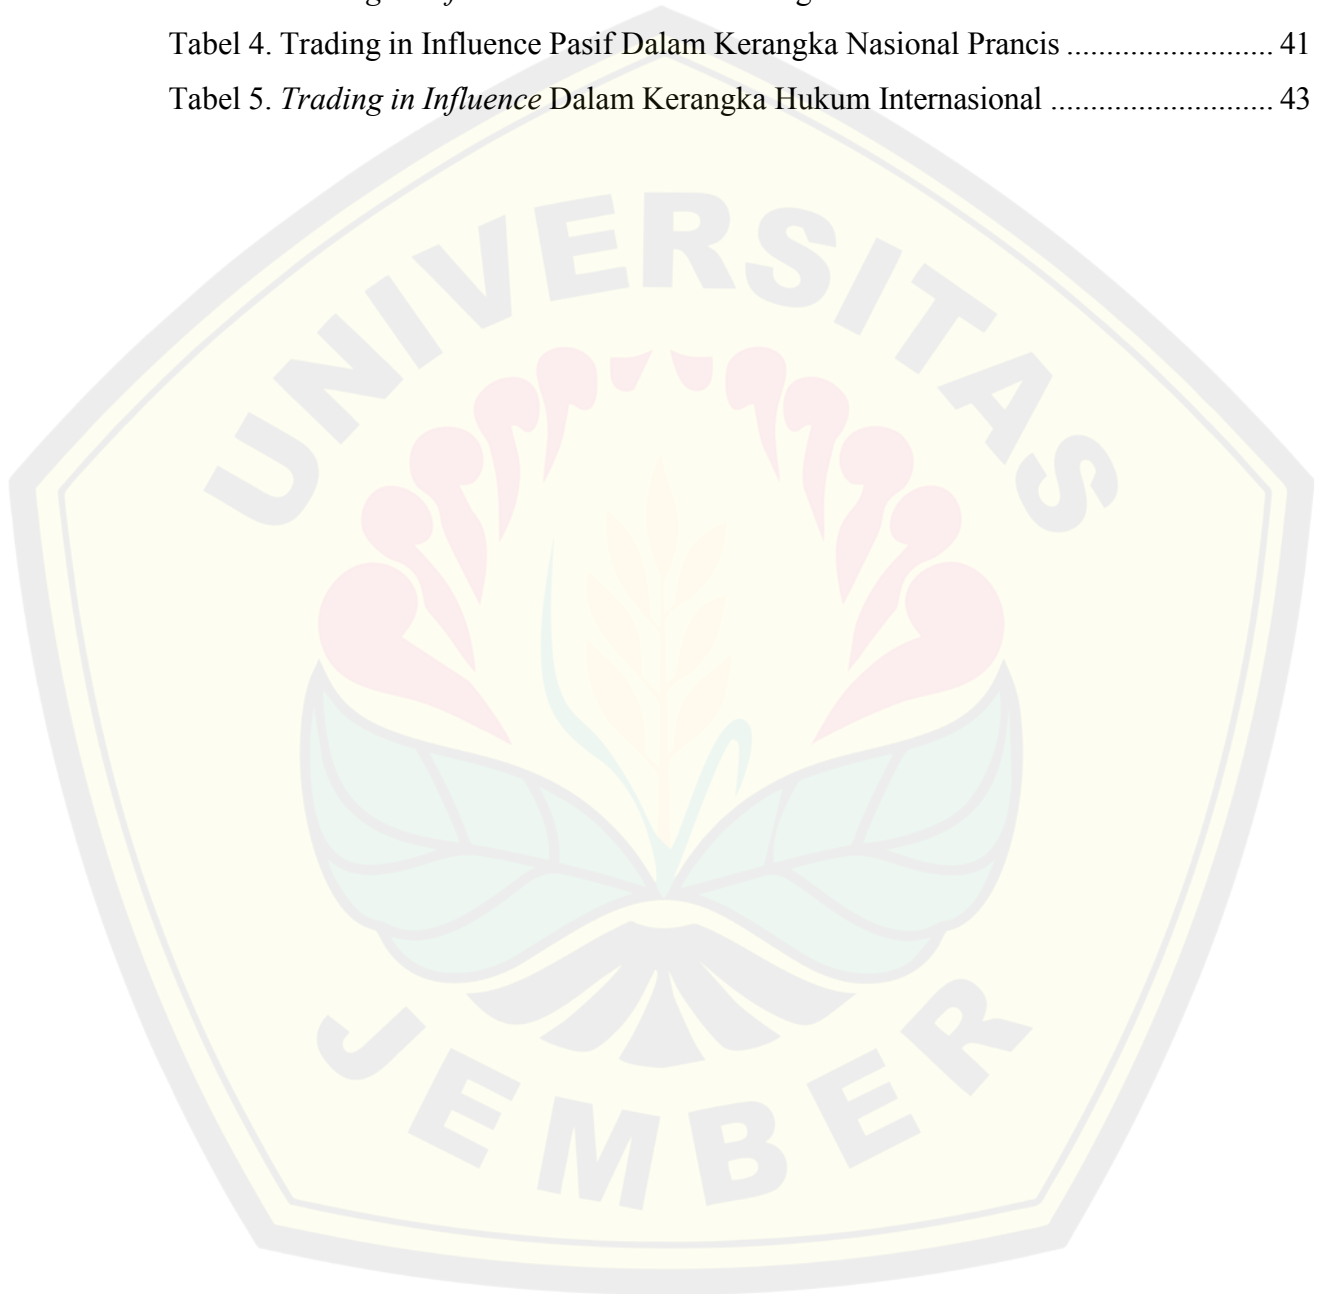 Tabel 4. Trading in Influence Pasif Dalam Kerangka Nasional Prancis .......................... 41
Tabel 5. Trading in Influence Dalam Kerangka Hukum Internasional ............................ 43
UNIVERSITAS
JEMBER